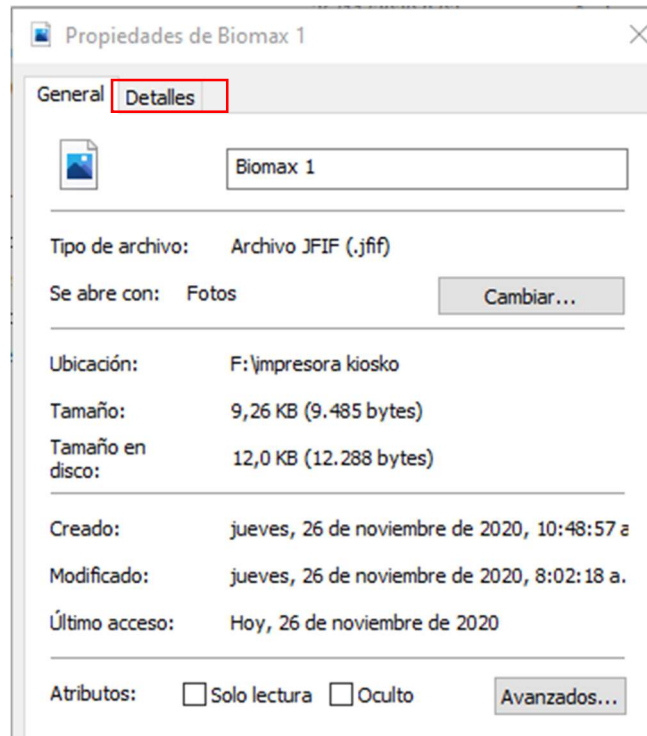 Propiedades de Biomax 1
General Detalles
Biomax 1
Tipo de archivo: Archivo JFIF (.jfif)
Se abre con: Fotos Cambiar...
Ubicación: F:\impresora kiosko
Tamaño: 9,26 KB (9.485 bytes)
Tamaño en
disco: 12,0 KB (12.288 bytes)
Creado: jueves, 26 de noviembre de 2020, 10:48:57 a
Modificado: jueves, 26 de noviembre de 2020, 8:02:18 a.
Último acceso: Hoy, 26 de noviembre de 2020
Atributos: Solo lectura Oculto Avanzados...